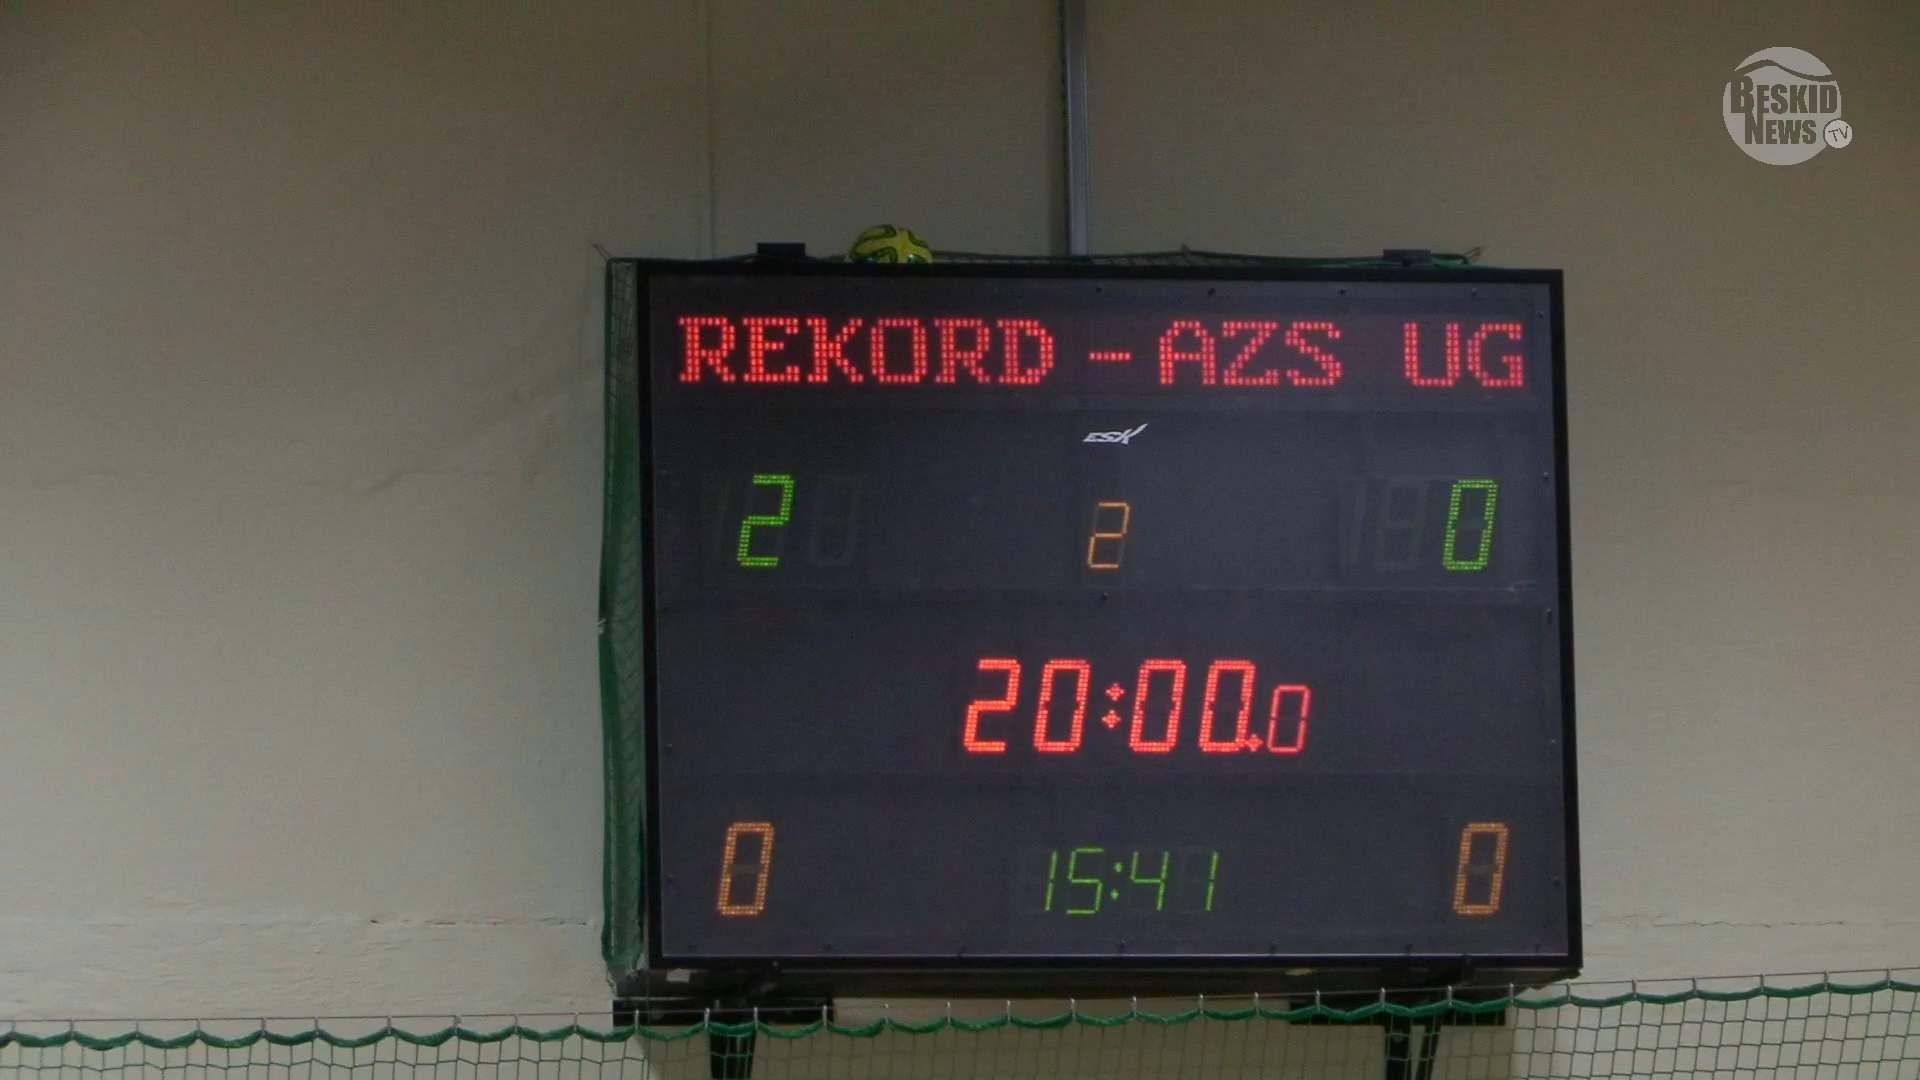 BESKID
NEWS TV
REKORD - AZS UG
ESK
2 2 0
20:00.0
0 15:41 0